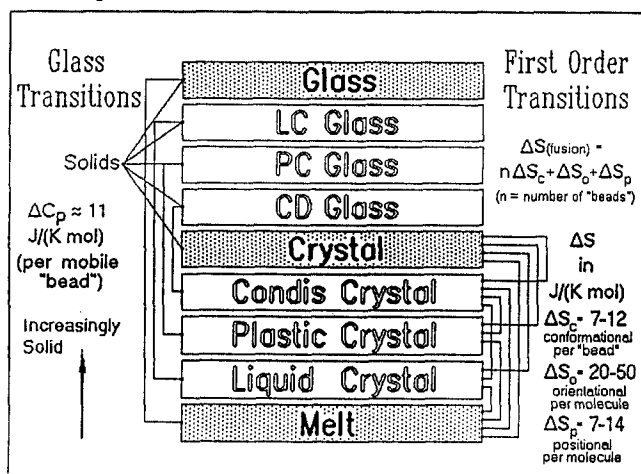 Glass
Transitions
Solids
ΔCp ≈ 11
J/(K mol)
(per mobile
"bead")
Increasingly
Solid
Glass
LC Glass
PC Glass
CD Glass
Crystal
Condis Crystal
Plastic Crystal
Liquid Crystal
Melt
First Order
Transitions
ΔS(fusion) =
nΔSc+ΔSo+ΔSp
(n = number of "beads")
ΔS
in
J/(K mol)
ΔSc= 7-12
conformational
per "bead"
ΔSo= 20-50
orientational
per molecule
ΔSp= 7-14
positional
per molecule